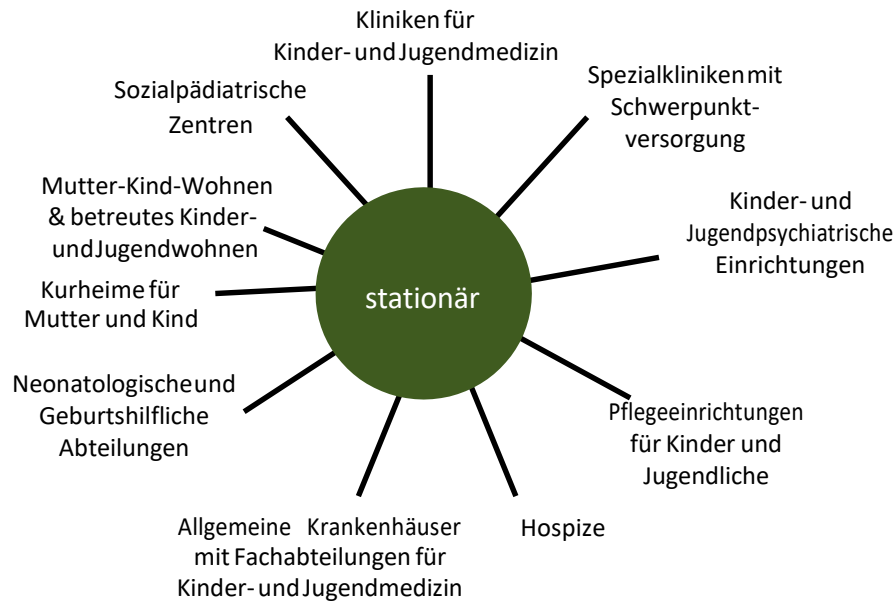 Kliniken für
Kinder- und Jugendmedizin
Spezialkliniken mit
Schwerpunkt-
versorgung
Kinder- und
Jugendpsychiatrische
Einrichtungen
Pflegeeinrichtungen
für Kinder und
Jugendliche
Hospize
Allgemeine Krankenhäuser
mit Fachabteilungen für
Kinder- und Jugendmedizin
Neonatologische und
Geburtshilfliche
Abteilungen
Kurheime für
Mutter und Kind
Mutter-Kind-Wohnen
& betreutes Kinder-
und Jugendwohnen
Sozialpädiatrische
Zentren
stationär